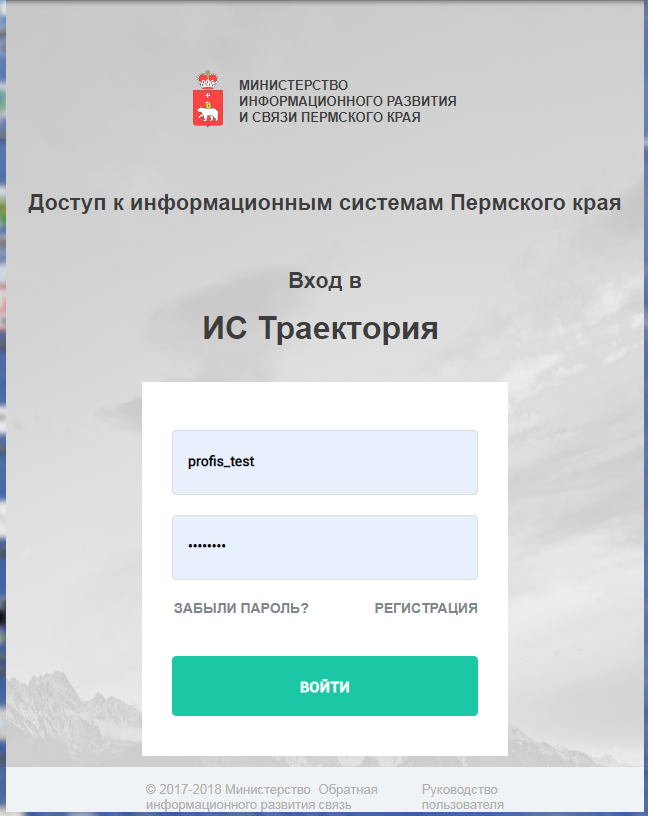 МИНИСТЕРСТВО
ИНФОРМАЦИОННОГО РАЗВИТИЯ
И СВЯЗИ ПЕРМСКОГО КРАЯ
Доступ к информационным системам Пермского края
Вход в
ИС Траектория
profis_test
••••••••
ЗАБЫЛИ ПАРОЛЬ? РЕГИСТРАЦИЯ
ВОЙТИ
© 2017-2018 Министерство
информационного развития
Обратная
связь
Руководство
пользователя